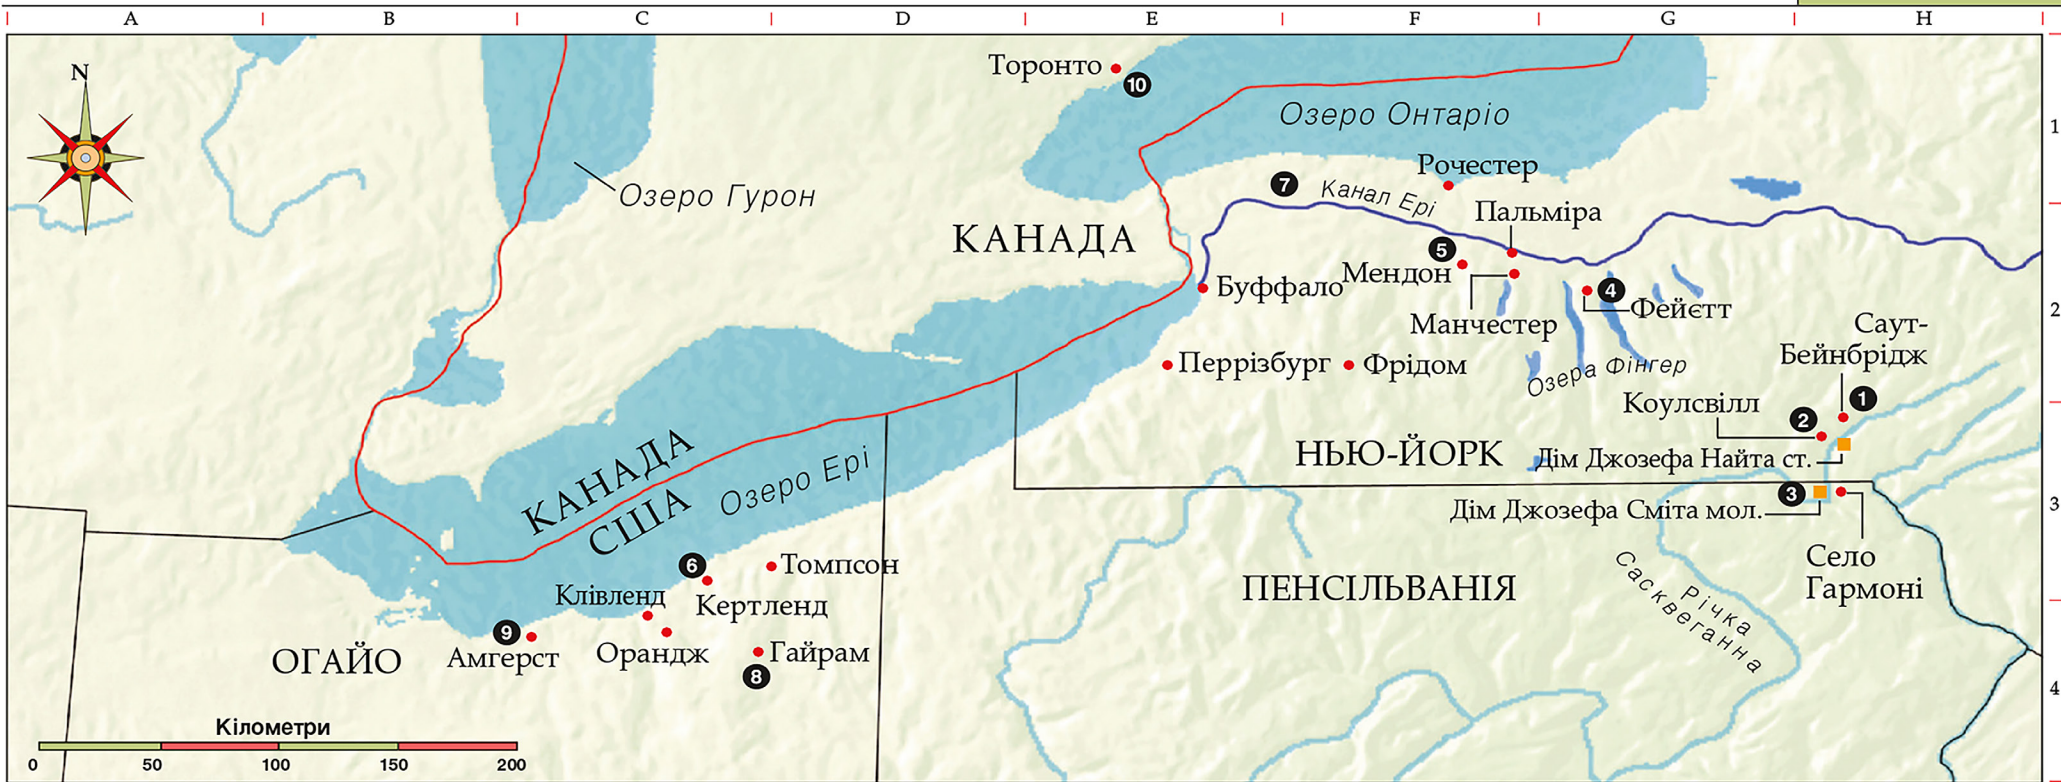 A B C D E F G H
N
Торонто
10
Озеро Онтаріо
1
Рочестер
Озеро Гурон
7
Канал Ері
Пальміра
КАНАДА
5
Мендон
Буффало
4
Фейєтт
2
Манчестер
Саут-
Бейнбрідж
Перрізбург
Фрідом
Озера Фінгер
Коулсвілл
1
2
КАНАДА
США
Озеро Ері
НЬЮ-ЙОРК
Дім Джозефа Найта ст.
3
Дім Джозефа Сміта мол.
3
Село
Гармоні
6
Томпсон
Клівленд
Кертленд
ПЕНСІЛЬВАНІЯ
Річка
Сасквеганна
9
Амгерст
ОГАЙО
Орандж
Гайрам
8
4
Кілометри
0 50 100 150 200